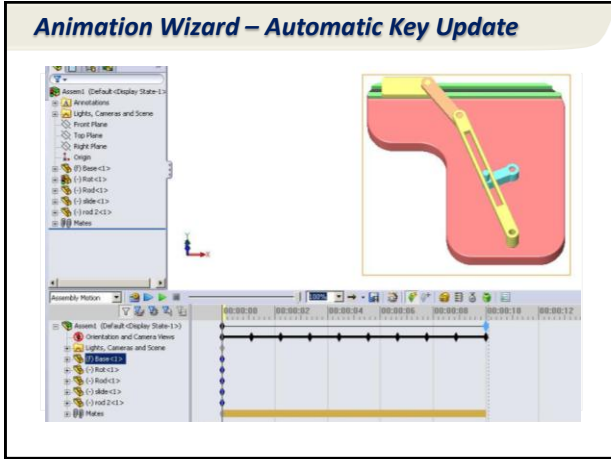 Animation Wizard – Automatic Key Update
Assem1 (Default<Display State-1>
Annotations
Lights, Cameras and Scene
Front Plane
Top Plane
Right Plane
Origin
(f) Base<1>
(-) Rot<1>
(-) Rod<1>
(-) slide<1>
(-) rod 2<1>
Mates
Assembly Motion
100%
00:00:00 00:00:02 00:00:04 00:00:06 00:00:08 00:00:10 00:00:12
Assem1 (Default<Display State-1>)
Orientation and Camera Views
Lights, Cameras and Scene
(f) Base<1>
(-) Rot<1>
(-) Rod<1>
(-) slide<1>
(-) rod 2<1>
Mates